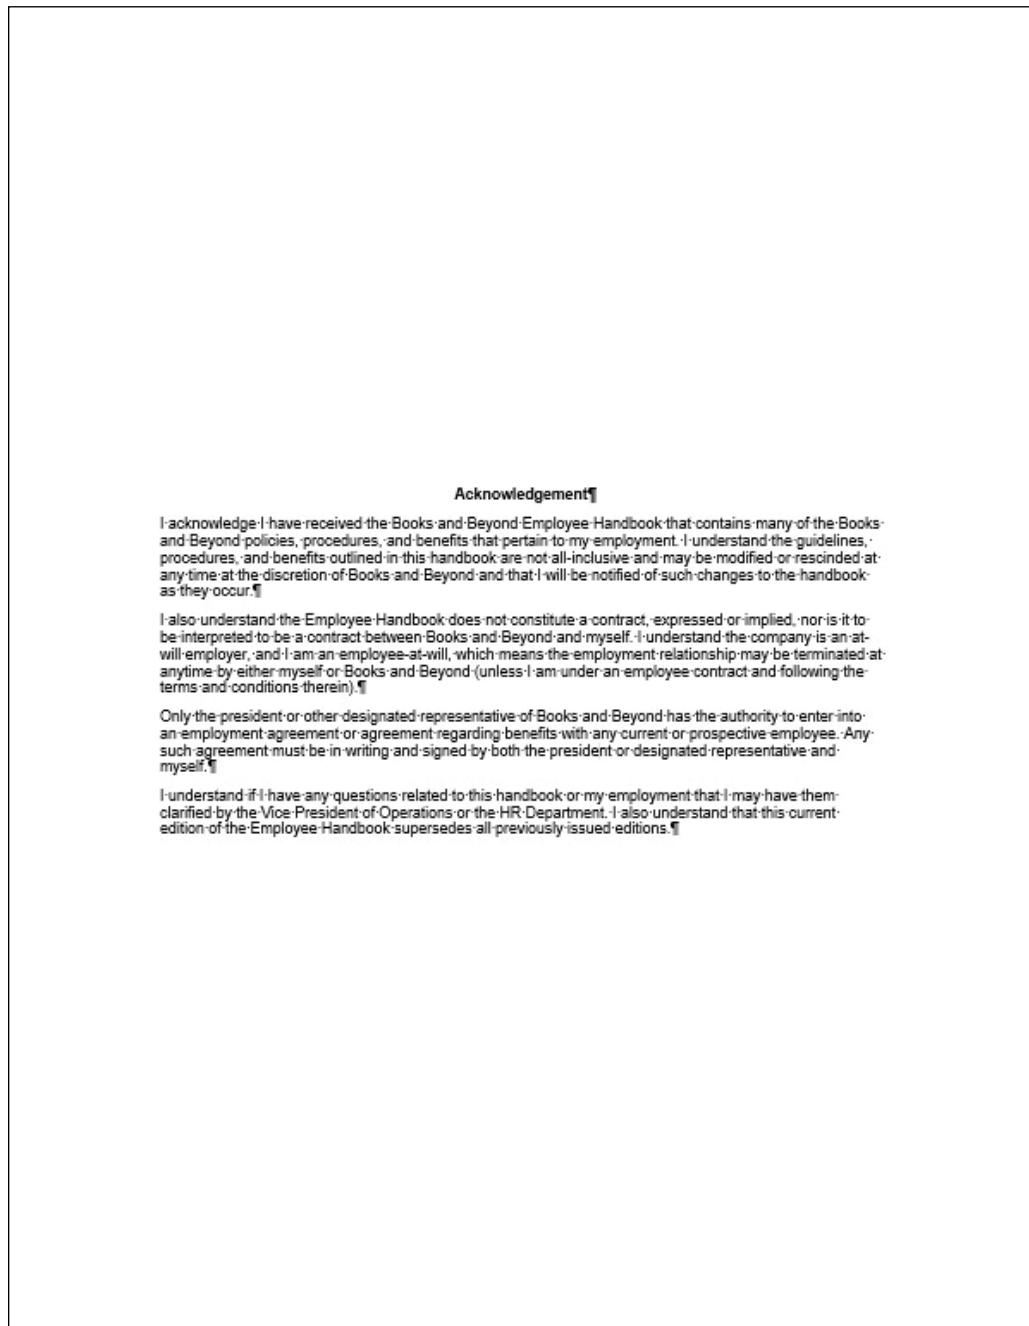 Acknowledgement¶
I·acknowledge·I·have·received·the·Books·and·Beyond·Employee·Handbook·that·contains·many·of·the·Books·
and·Beyond·policies,·procedures,·and·benefits·that·pertain·to·my·employment.·I·understand·the·guidelines,·
procedures,·and·benefits·outlined·in·this·handbook·are·not·all-inclusive·and·may·be·modified·or·rescinded·at·
any·time·at·the·discretion·of·Books·and·Beyond·and·that·I·will·be·notified·of·such·changes·to·the·handbook·
as·they·occur.¶
I·also·understand·the·Employee·Handbook·does·not·constitute·a·contract,·expressed·or·implied,·nor·is·it·to·
be·interpreted·to·be·a·contract·between·Books·and·Beyond·and·myself.·I·understand·the·company·is·an·at-
will·employer,·and·I·am·an·employee-at-will,·which·means·the·employment·relationship·may·be·terminated·at·
anytime·by·either·myself·or·Books·and·Beyond·(unless·I·am·under·an·employee·contract·and·following·the·
terms·and·conditions·therein).¶
Only·the·president·or·other·designated·representative·of·Books·and·Beyond·has·the·authority·to·enter·into·
an·employment·agreement·or·agreement·regarding·benefits·with·any·current·or·prospective·employee.·Any·
such·agreement·must·be·in·writing·and·signed·by·both·the·president·or·designated·representative·and·
myself.¶
I·understand·if·I·have·any·questions·related·to·this·handbook·or·my·employment·that·I·may·have·them·
clarified·by·the·Vice·President·of·Operations·or·the·HR·Department.·I·also·understand·that·this·current·
edition·of·the·Employee·Handbook·supersedes·all·previously·issued·editions.¶